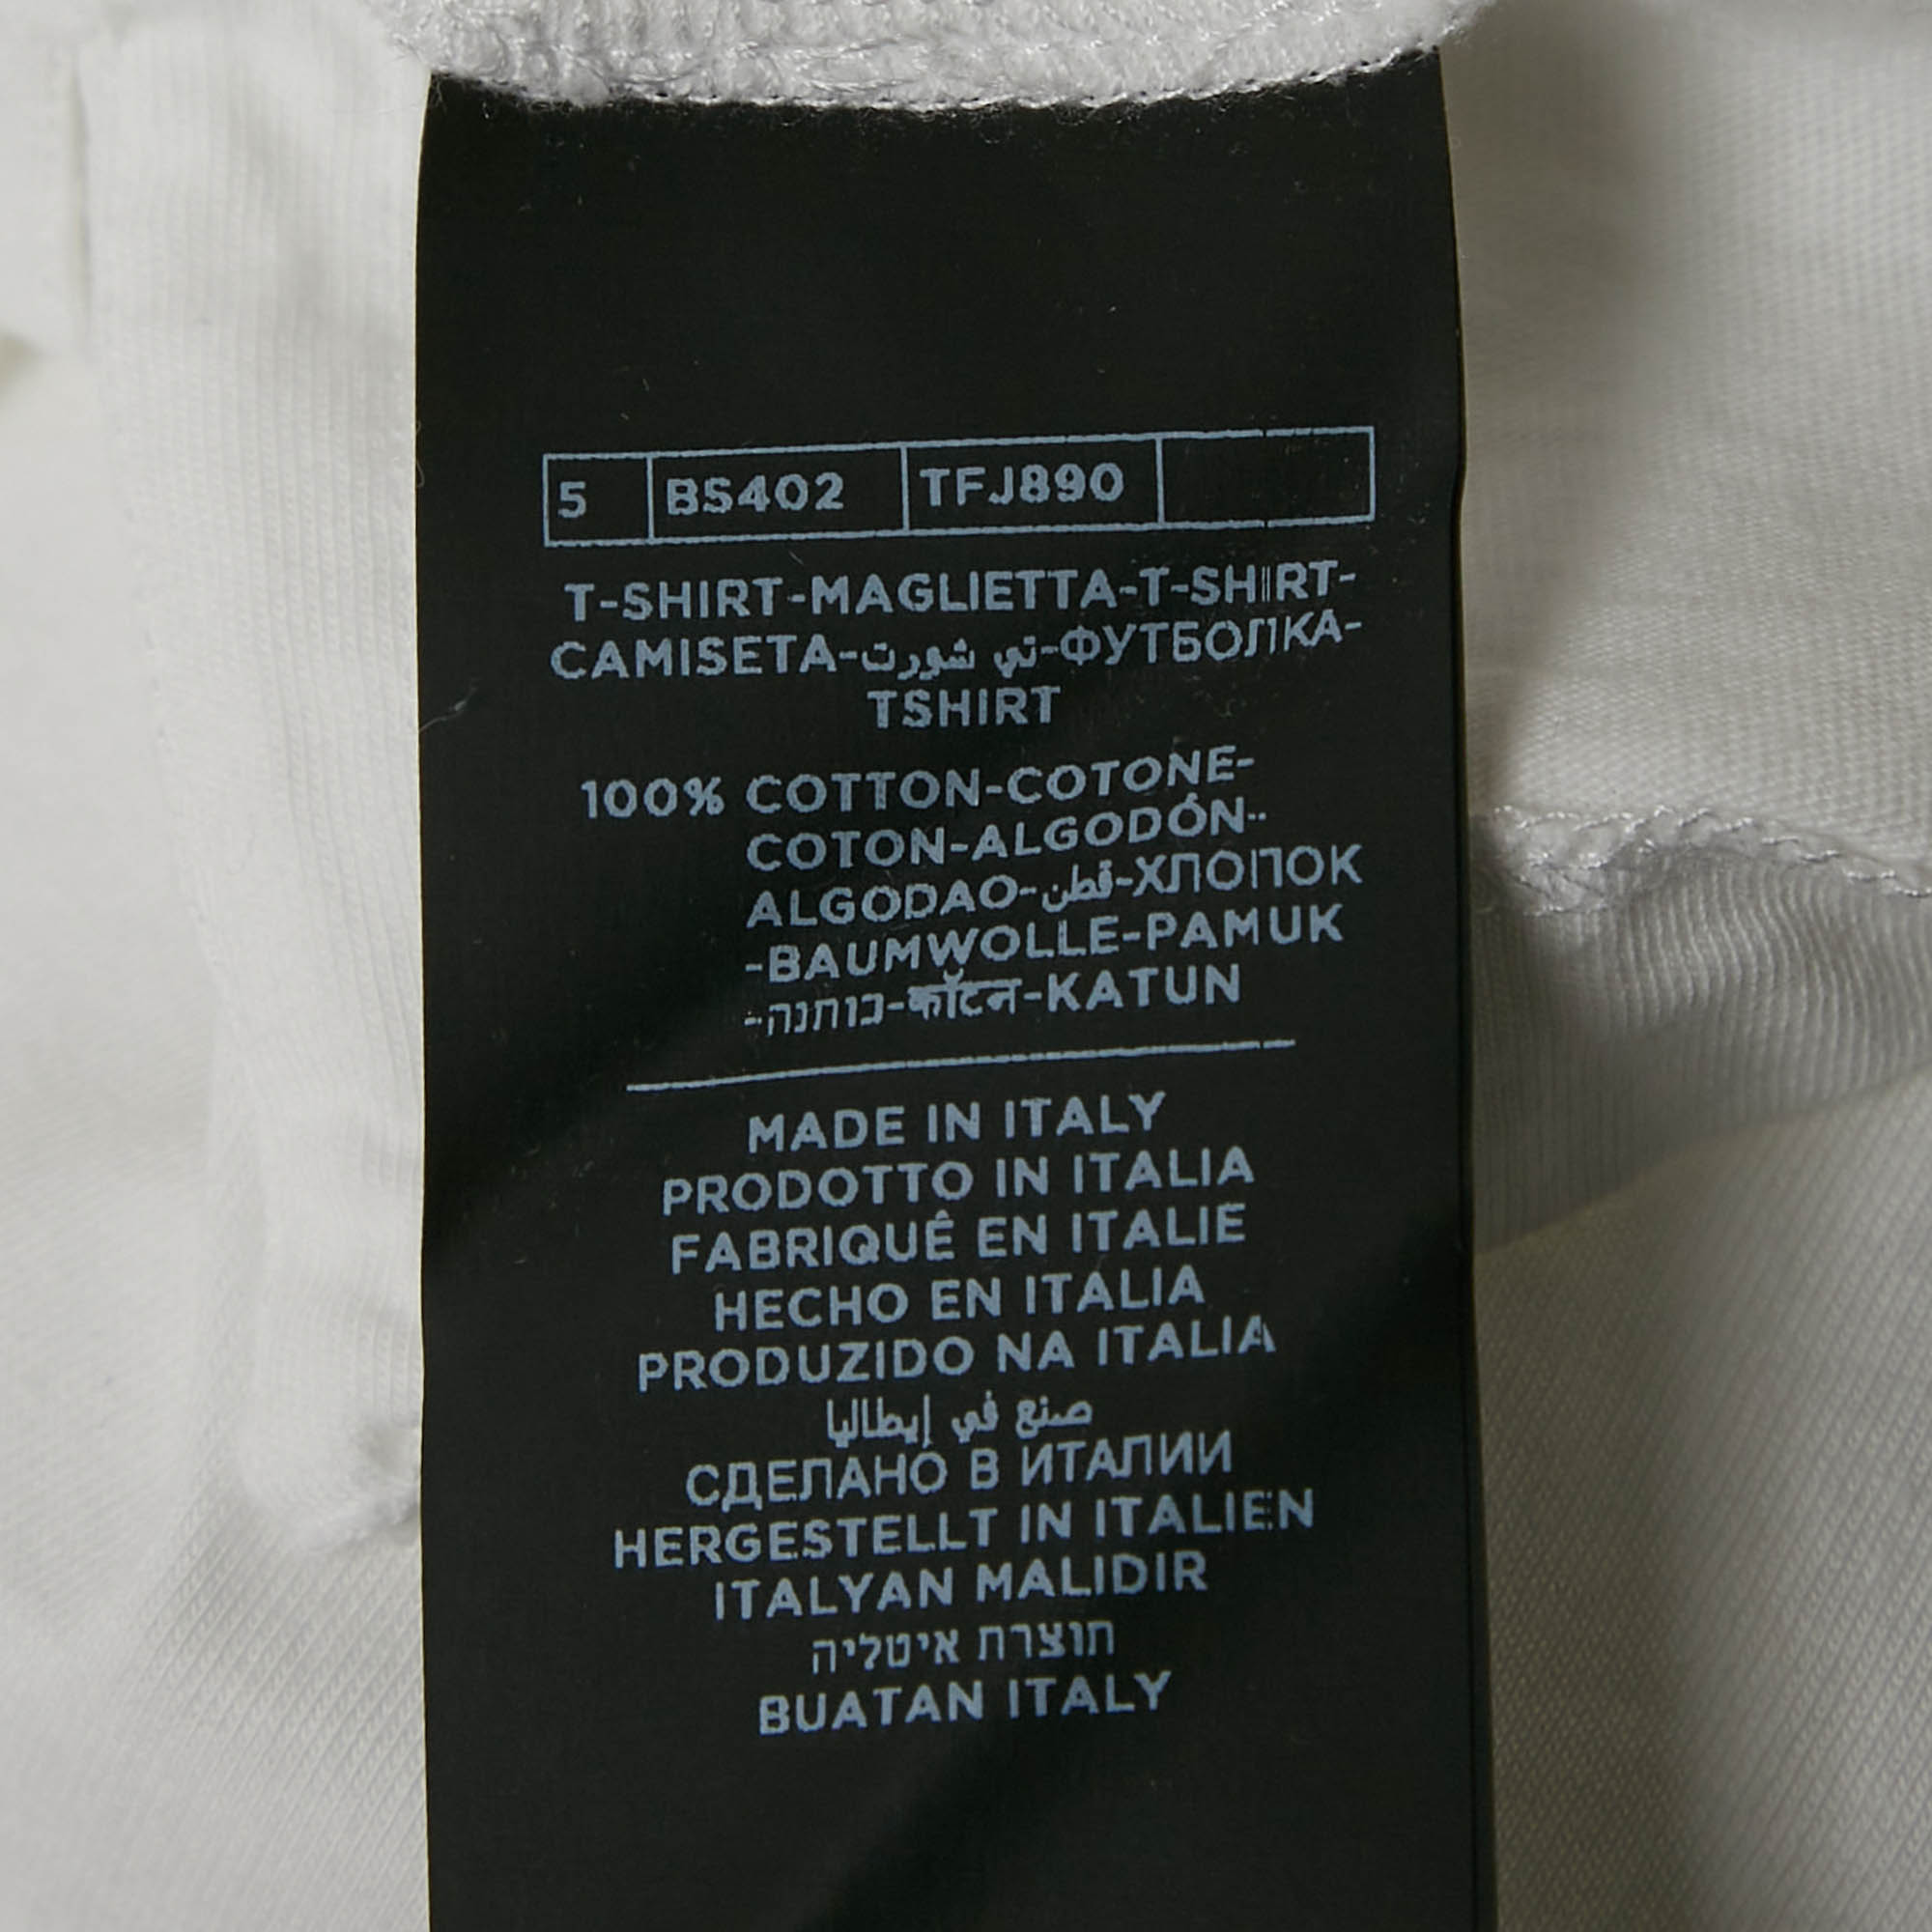 5 BS402 TFJ890
T-SHIRT-MAGLIETTA-T-SHIRT-
CAMISETA-تي شورت-ФУТБОЛКА-
TSHIRT
100% COTTON-COTONE-
COTON-ALGODÓN-
ALGODAO-قطن-ХЛОПОК
-BAUMWOLLE-PAMUK
-כותנה-कॉटन-KATUN
MADE IN ITALY
PRODOTTO IN ITALIA
FABRIQUÊ EN ITALIE
HECHO EN ITALIA
PRODUZIDO NA ITALIA
صنع في إيطاليا
СДЕЛАНО В ИТАЛИИ
HERGESTELLT IN ITALIEN
ITALYAN MALIDIR
תוצרת איטליה
BUATAN ITALY